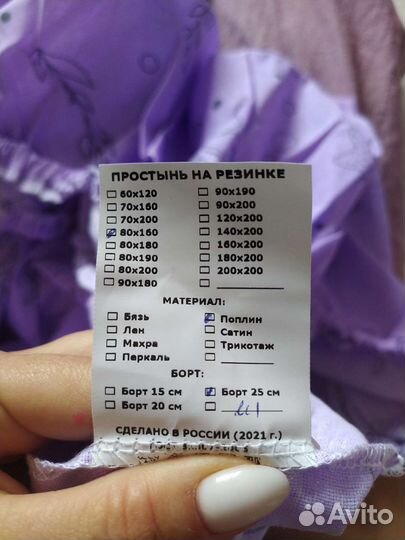 ПРОСТЫНЬ НА РЕЗИНКЕ
60х120
70х160
70х200
80х160
80х180
80х190
80х200
90х180
90х190
90х200
120х200
140х200
160х200
180х200
200х200
МАТЕРИАЛ:
Бязь
Лен
Махра
Перкаль
Поплин
Сатин
Трикотаж
БОРТ:
Борт 15 см
Борт 20 см
Борт 25 см
СДЕЛАНО В РОССИИ (2021 г.)
Avito